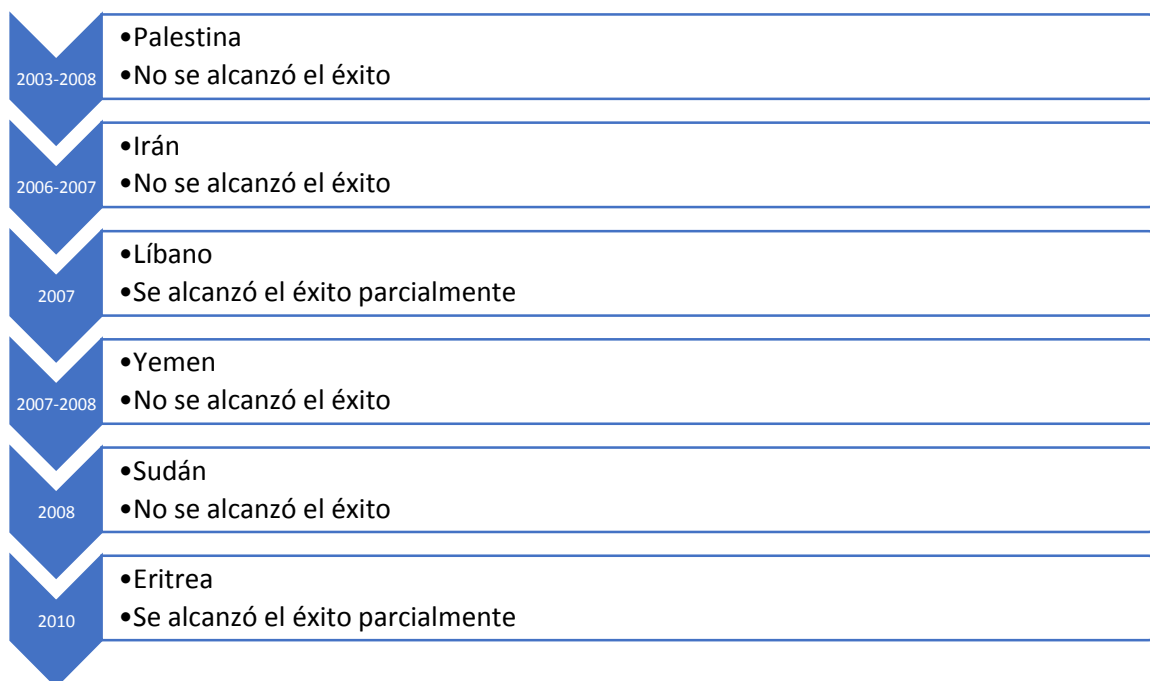 2003-2008
•Palestina
•No se alcanzó el éxito
2006-2007
•Irán
•No se alcanzó el éxito
2007
•Líbano
•Se alcanzó el éxito parcialmente
2007-2008
•Yemen
•No se alcanzó el éxito
2008
•Sudán
•No se alcanzó el éxito
2010
•Eritrea
•Se alcanzó el éxito parcialmente